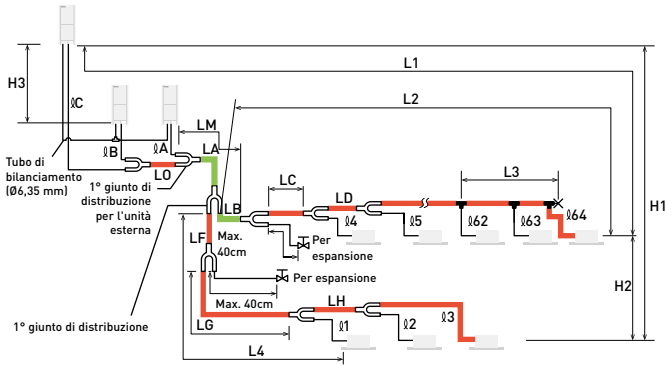 H3
L1
L2
ℓC
LM
ℓB
ℓA
LA
L3
Tubo di
bilanciamento
(Ø6,35 mm)
LO
1° giunto di
distribuzione
per l'unità
esterna
LB
LC
LD
ℓ4
ℓ5
ℓ62
ℓ63
ℓ64
H1
LF
Max.
40cm
Per
espansione
Per espansione
Max. 40cm
H2
1° giunto di distribuzione
LG
LH
ℓ1
ℓ2
ℓ3
L4